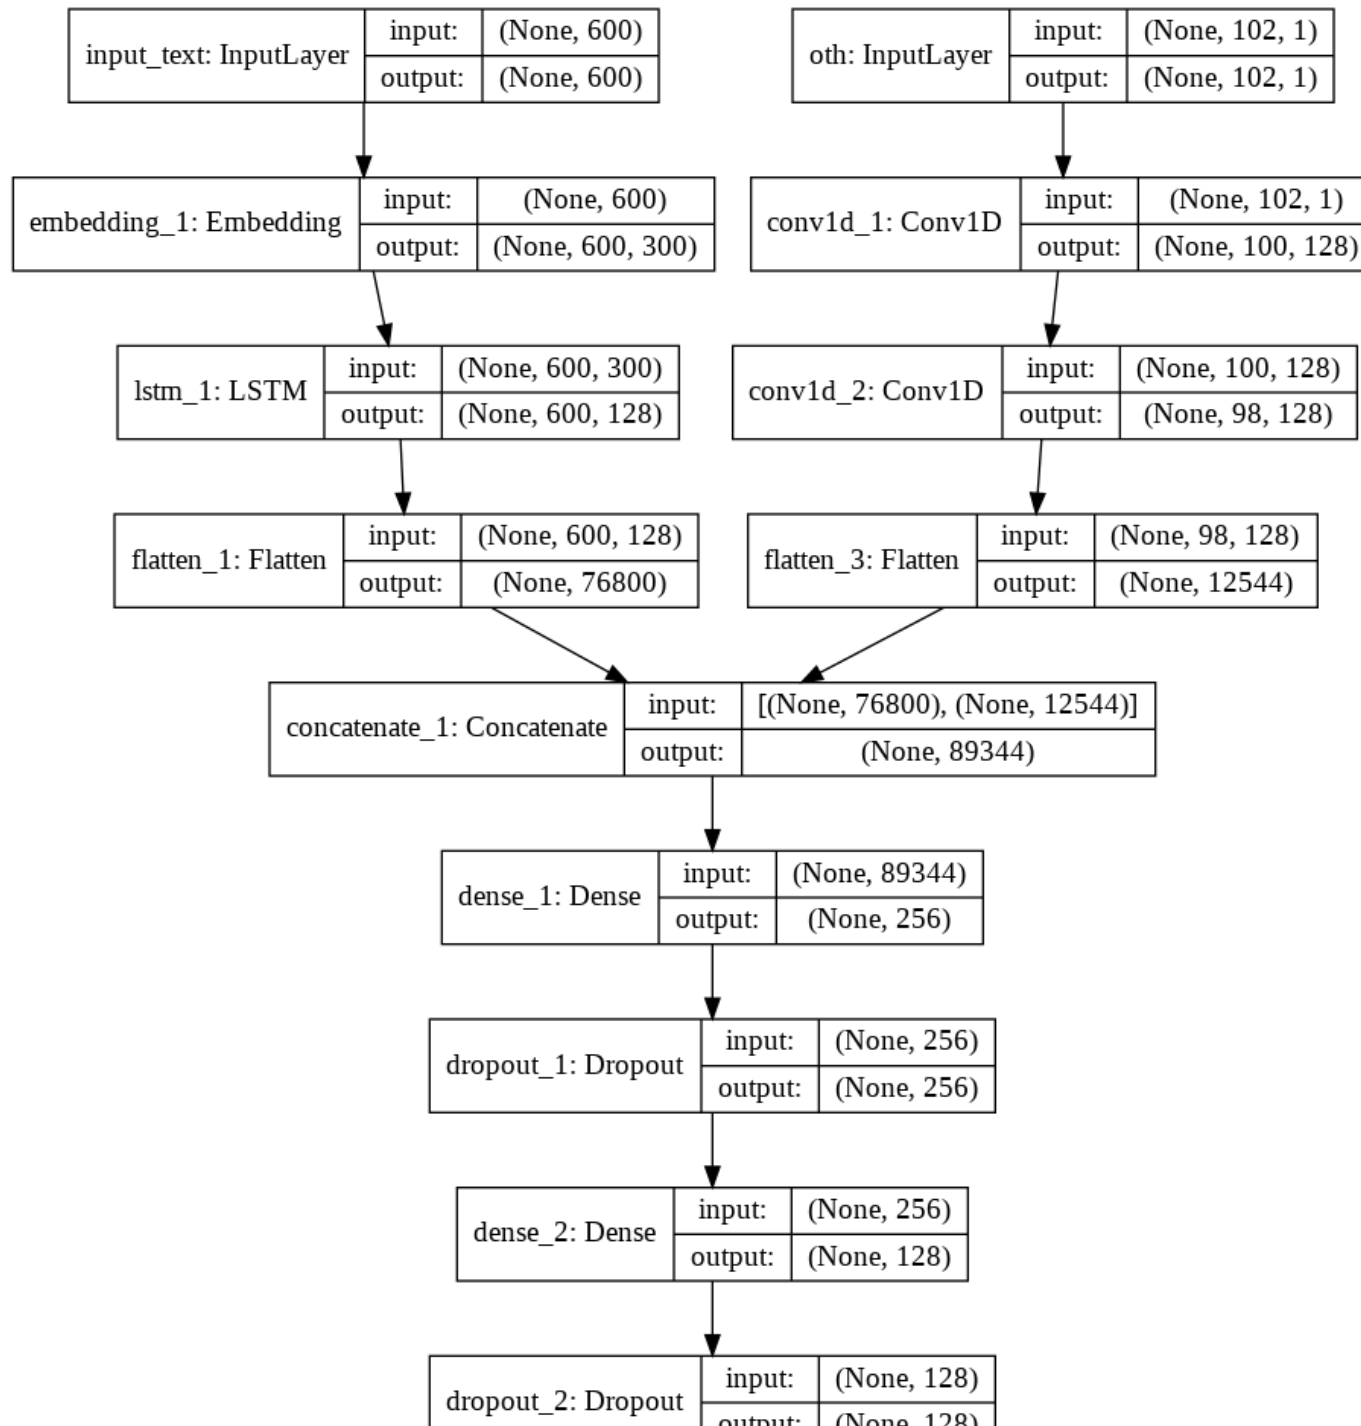 input_text: InputLayer
input: (None, 600)
output: (None, 600)
oth: InputLayer
input: (None, 102, 1)
output: (None, 102, 1)
embedding_1: Embedding
input: (None, 600)
output: (None, 600, 300)
conv1d_1: Conv1D
input: (None, 102, 1)
output: (None, 100, 128)
lstm_1: LSTM
input: (None, 600, 300)
output: (None, 600, 128)
conv1d_2: Conv1D
input: (None, 100, 128)
output: (None, 98, 128)
flatten_1: Flatten
input: (None, 600, 128)
output: (None, 76800)
flatten_3: Flatten
input: (None, 98, 128)
output: (None, 12544)
concatenate_1: Concatenate
input: [(None, 76800), (None, 12544)]
output: (None, 89344)
dense_1: Dense
input: (None, 89344)
output: (None, 256)
dropout_1: Dropout
input: (None, 256)
output: (None, 256)
dense_2: Dense
input: (None, 256)
output: (None, 128)
dropout_2: Dropout
input: (None, 128)
output: (None, 128)